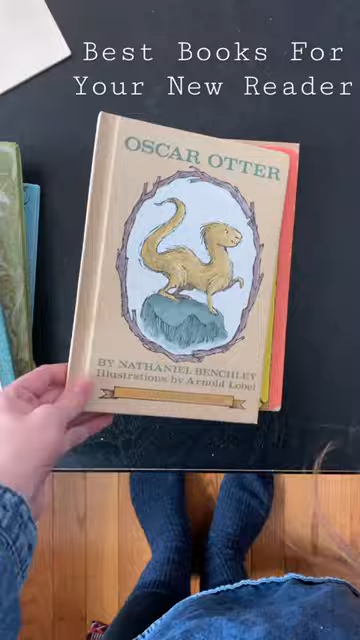 Best Books For
Your New Reader
OSCAR OTTER
BY NATHANIEL BENCHLEY
Illustrations by Arnold Lobel